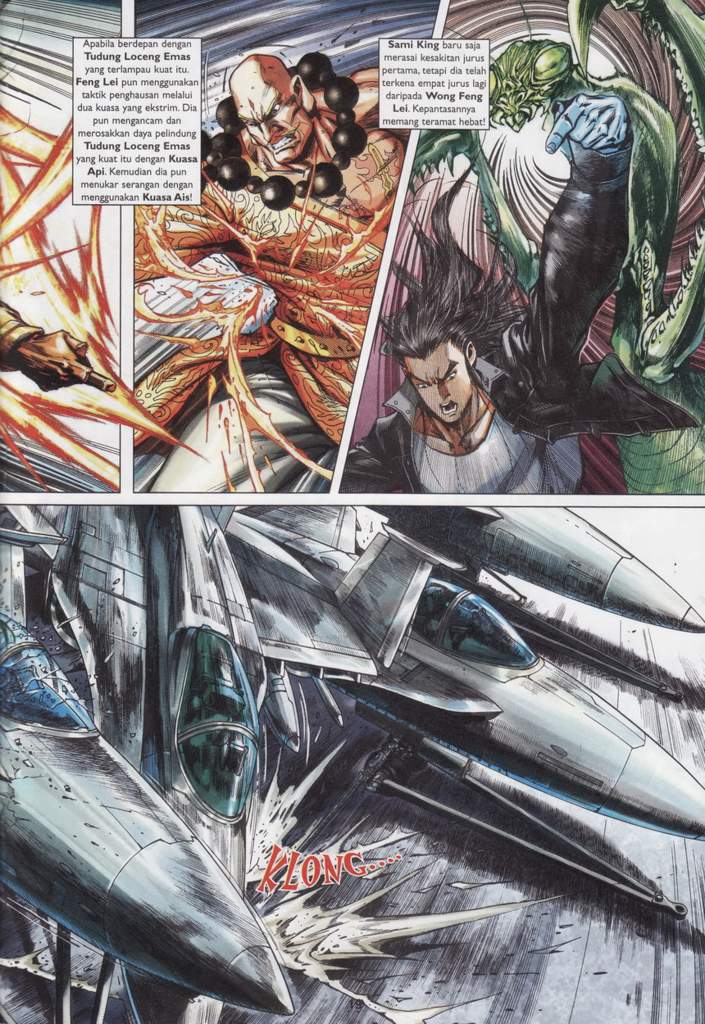 Apabila berdepan dengan
Tudung Loceng Emas
yang terlampau kuat itu.
Feng Lei pun menggunakan
taktik penghausan melalui
dua kuasa yang ekstrim. Dia
pun mengancam dan
merosakkan daya pelindung
Tudung Loceng Emas
yang kuat itu dengan Kuasa
Api. Kemudian dia pun
menukar serangan dengan
menggunakan Kuasa Ais!
Sami King baru saja
merasai kesakitan jurus
pertama, tetapi dia telah
terkena empat jurus lagi
daripada Wong Feng
Lei. Kepantasannya
memang teramat hebat!
KLONG....